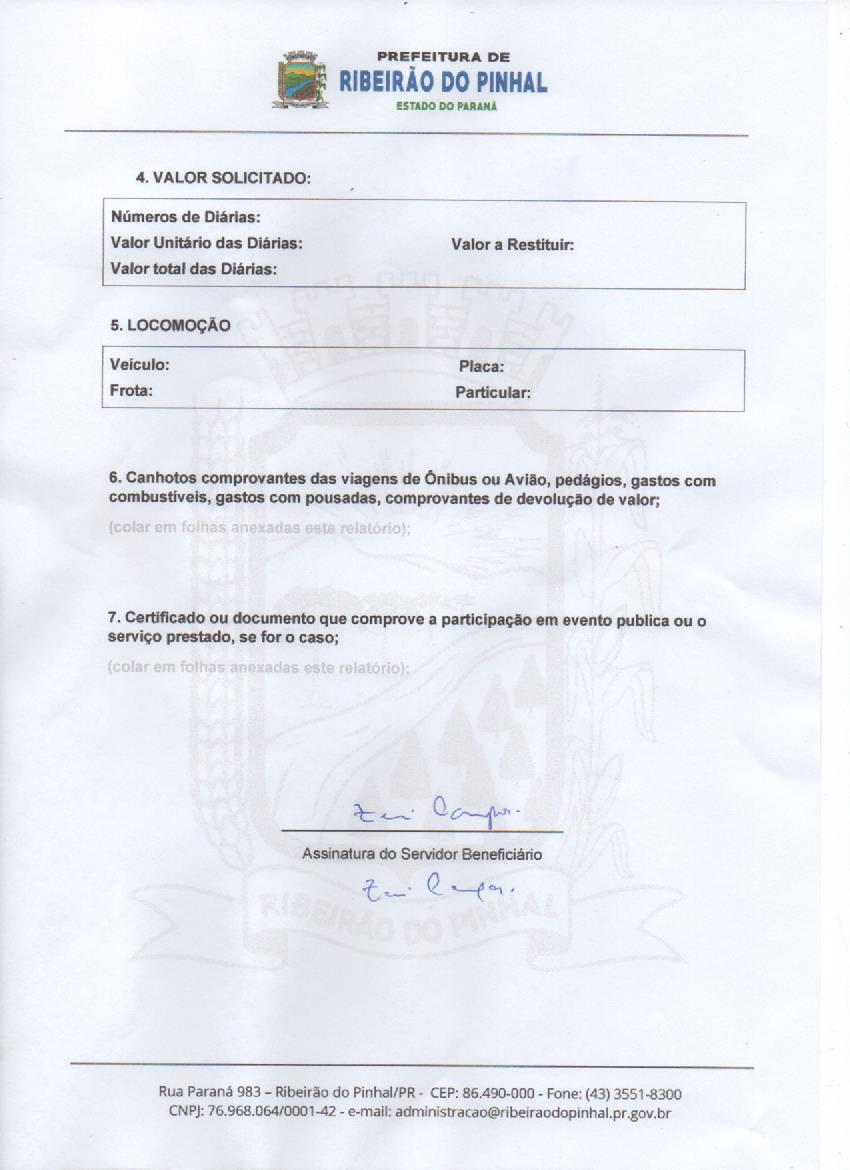 PREFEITURA DE
RIBEIRÃO DO PINHAL
ESTADO DO PARANÁ
4. VALOR SOLICITADO:
Números de Diárias:
Valor Unitário das Diárias: Valor a Restituir:
Valor total das Diárias:
5. LOCOMOÇÃO
Veículo: Placa:
Frota: Particular:
6. Canhotos comprovantes das viagens de Ônibus ou Avião, pedágios, gastos com
combustíveis, gastos com pousadas, comprovantes de devolução de valor;
(colar em folhas anexadas este relatório);
7. Certificado ou documento que comprove a participação em evento publica ou o
serviço prestado, se for o caso;
(colar em folhas anexadas este relatório);
Assinatura do Servidor Beneficiário
RIBEIRÃO DO PINHAL
Rua Paraná 983 – Ribeirão do Pinhal/PR - CEP: 86.490-000 - Fone: (43) 3551-8300
CNPJ: 76.968.064/0001-42 - e-mail: administracao@ribeiraodopinhal.pr.gov.br